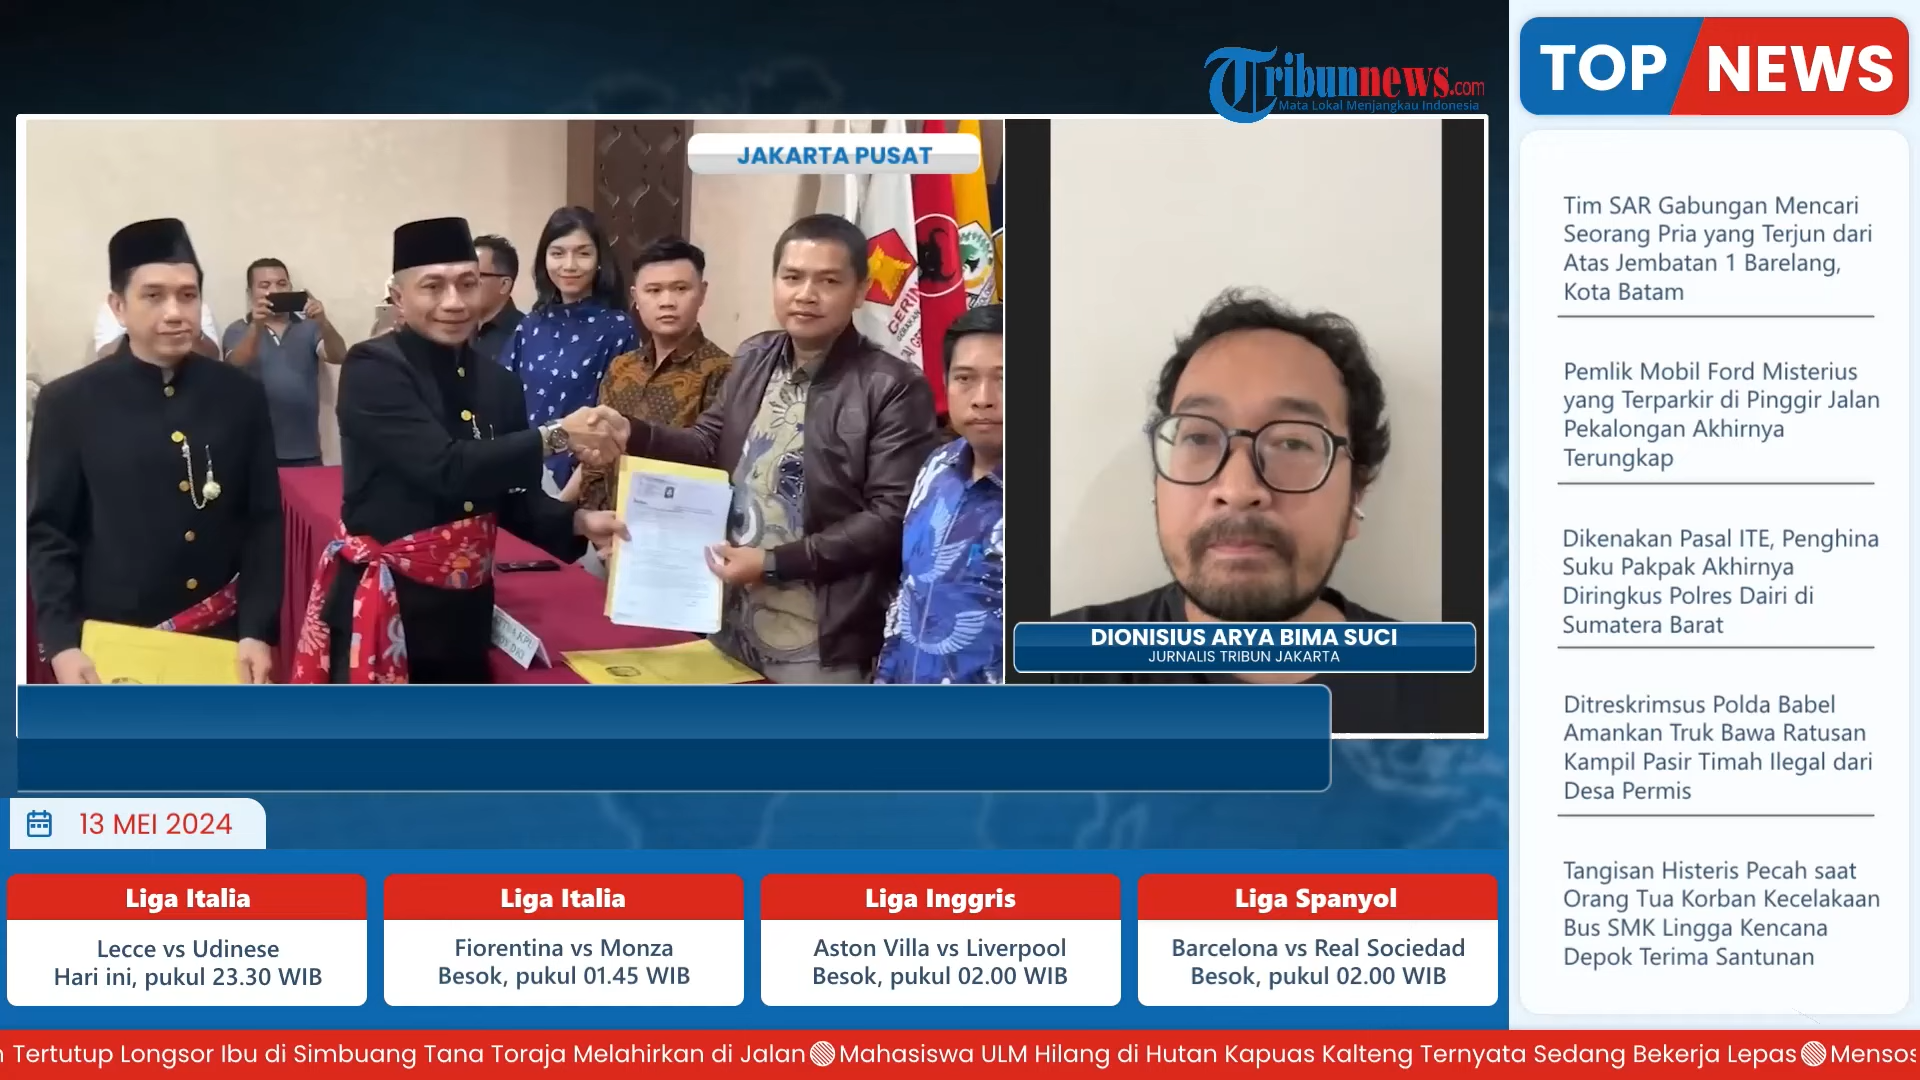 Tribunnews.com
Mata Lokal Menjangkau Indonesia
TOP NEWS
JAKARTA PUSAT
GERIN
DIONISIUS ARYA BIMA SUCI
JURNALIS TRIBUN JAKARTA
13 MEI 2024
Liga Italia
Lecce vs Udinese
Hari ini, pukul 23.30 WIB
Liga Italia
Fiorentina vs Monza
Besok, pukul 01.45 WIB
Liga Inggris
Aston Villa vs Liverpool
Besok, pukul 02.00 WIB
Liga Spanyol
Barcelona vs Real Sociedad
Besok, pukul 02.00 WIB
Tim SAR Gabungan Mencari
Seorang Pria yang Terjun dari
Atas Jembatan 1 Barelang,
Kota Batam
Pemlik Mobil Ford Misterius
yang Terparkir di Pinggir Jalan
Pekalongan Akhirnya
Terungkap
Dikenakan Pasal ITE, Penghina
Suku Pakpak Akhirnya
Diringkus Polres Dairi di
Sumatera Barat
Ditreskrimsus Polda Babel
Amankan Truk Bawa Ratusan
Kampil Pasir Timah Ilegal dari
Desa Permis
Tangisan Histeris Pecah saat
Orang Tua Korban Kecelakaan
Bus SMK Lingga Kencana
Depok Terima Santunan
Tertutup Longsor Ibu di Simbuang Tana Toraja Melahirkan di Jalan Mahasiswa ULM Hilang di Hutan Kapuas Kalteng Ternyata Sedang Bekerja Lepas Mensos